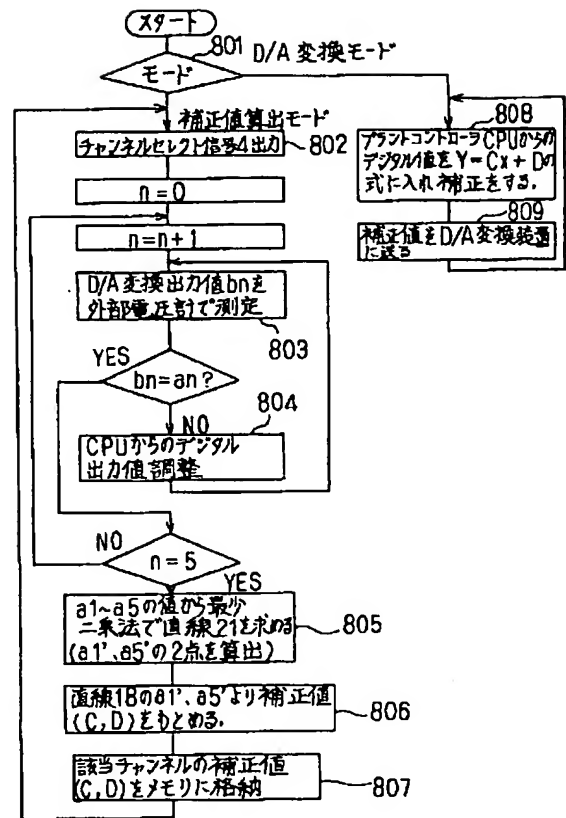 スタート
801
D/A 変換モード
モード
補正値算出モード
チャンネルセレクト信号4出力
802
n=0
n=n+1
D/A変換出力値bnを
外部電圧計で測定
803
YES
bn=an?
804
NO
CPUからのデジタル
出力値調整
NO
n=5
YES
a1~a5の値から最少
二乗法で直線21を求める
(a1'、a5'の2点を算出)
805
直線18のa1'、a5'より補正値
(C,D)をもとめる.
806
該当チャンネルの補正値
(C,D)をメモリに格納
807
808
プラントコントローラCPUからの
デジタル値をY=Cx+Dの
式に入れ補正をする.
809
補正値をD/A変換装置
に送る